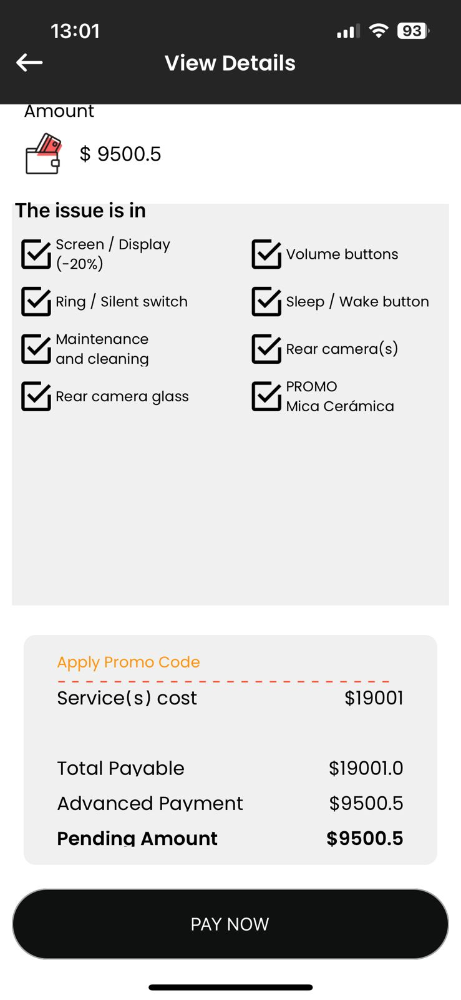 13:01
93
View Details
Amount
$ 9500.5
The issue is in
Screen / Display
(-20%)
Volume buttons
Ring / Silent switch
Sleep / Wake button
Maintenance
and cleaning
Rear camera(s)
Rear camera glass
PROMO
Mica Cerámica
Apply Promo Code
Service(s) cost $19001
Total Payable $19001.0
Advanced Payment $9500.5
Pending Amount $9500.5
PAY NOW